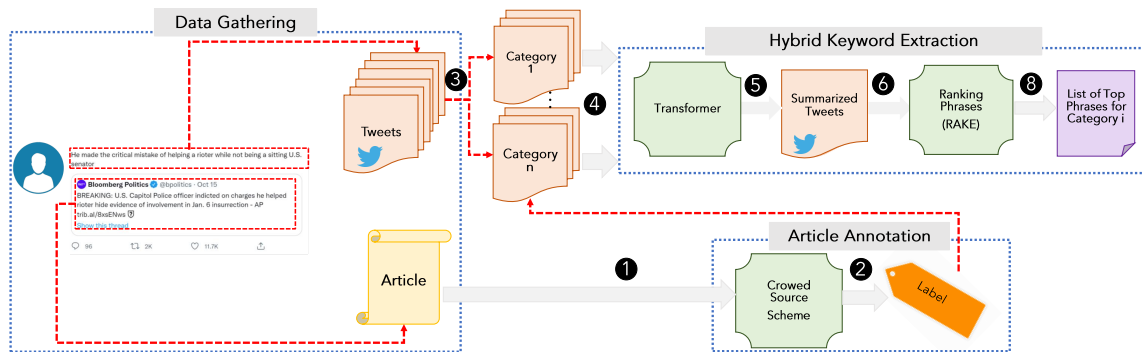 Data Gathering
He made the critical mistake of helping a rioter while not being a sitting U.S.
senator
Bloomberg Politics @bpolitics · Oct 15
BREAKING: U.S. Capitol Police officer indicted on charges he helped
rioter hide evidence of involvement in Jan. 6 insurrection - AP
trib.al/8xsENws
Show this thread
96 2K 11.7K
Tweets
Article
3
Category
1
4
Category
n
Hybrid Keyword Extraction
Transformer
5
Summarized
Tweets
6
Ranking
Phrases
(RAKE)
8
List of Top
Phrases for
Category i
1
Article Annotation
Crowed
Source
Scheme
2
Label